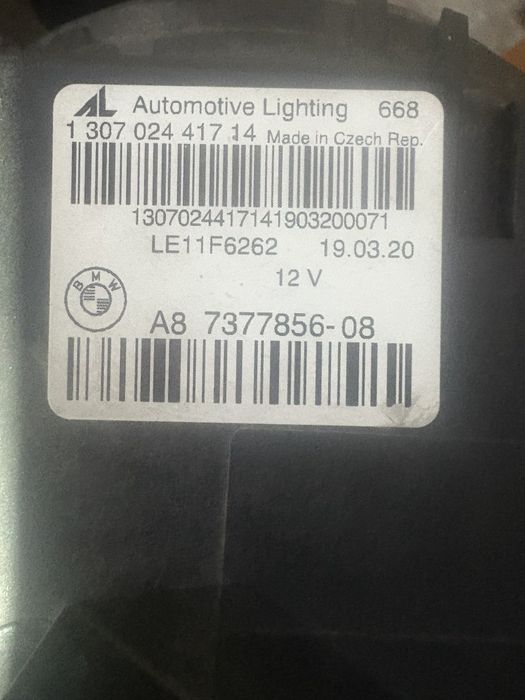 AL Automotive Lighting 668
1 307 024 417 14 Made in Czech Rep.
1307024417141903200071
LE11F6262 19.03.20
12 V
BMW
A8 7377856-08